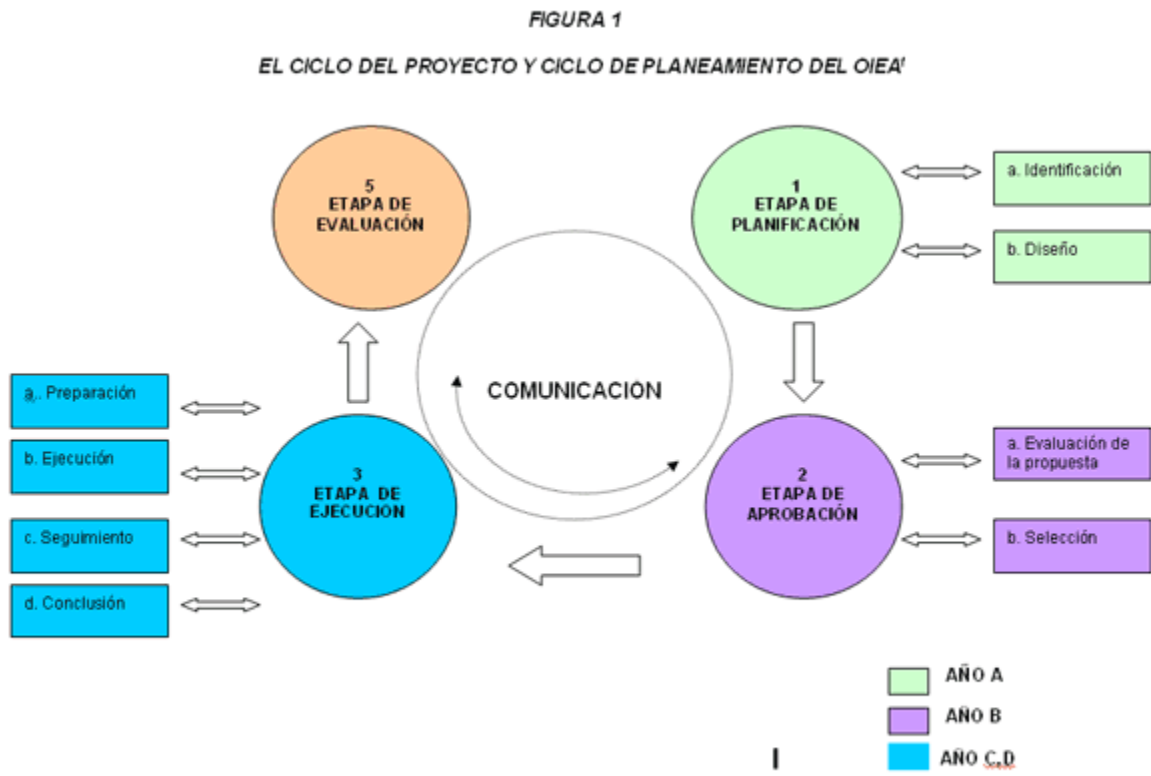 FIGURA 1
EL CICLO DEL PROYECTO Y CICLO DE PLANEAMIENTO DEL OIEA¹
5
ETAPA DE
EVALUACIÓN
1
ETAPA DE
PLANIFICACIÓN
a. Identificación
b. Diseño
COMUNICACIÓN
a,. Preparación
b. Ejecución
c. Seguimiento
d. Conclusión
3
ETAPA DE
EJECUCION
2
ETAPA DE
APROBACIÓN
a. Evaluación de
la propuesta
b. Selección
AÑO A
AÑO B
AÑO C,D